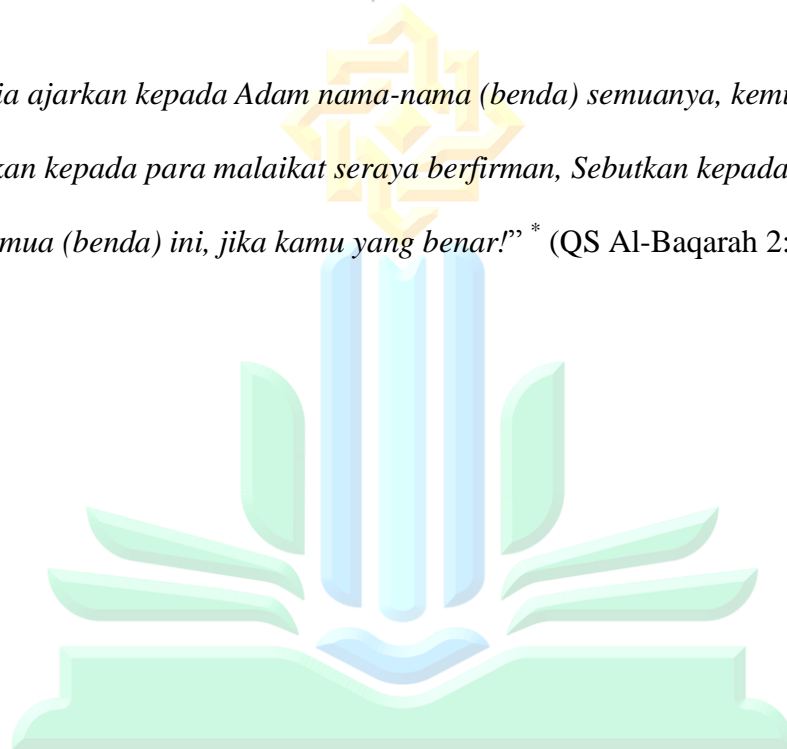 ia ajarkan kepada Adam nama-nama (benda) semuanya, kemu
kan kepada para malaikat seraya berfirman, Sebutkan kepada
mua (benda) ini, jika kamu yang benar!” * (QS Al-Baqarah 2: